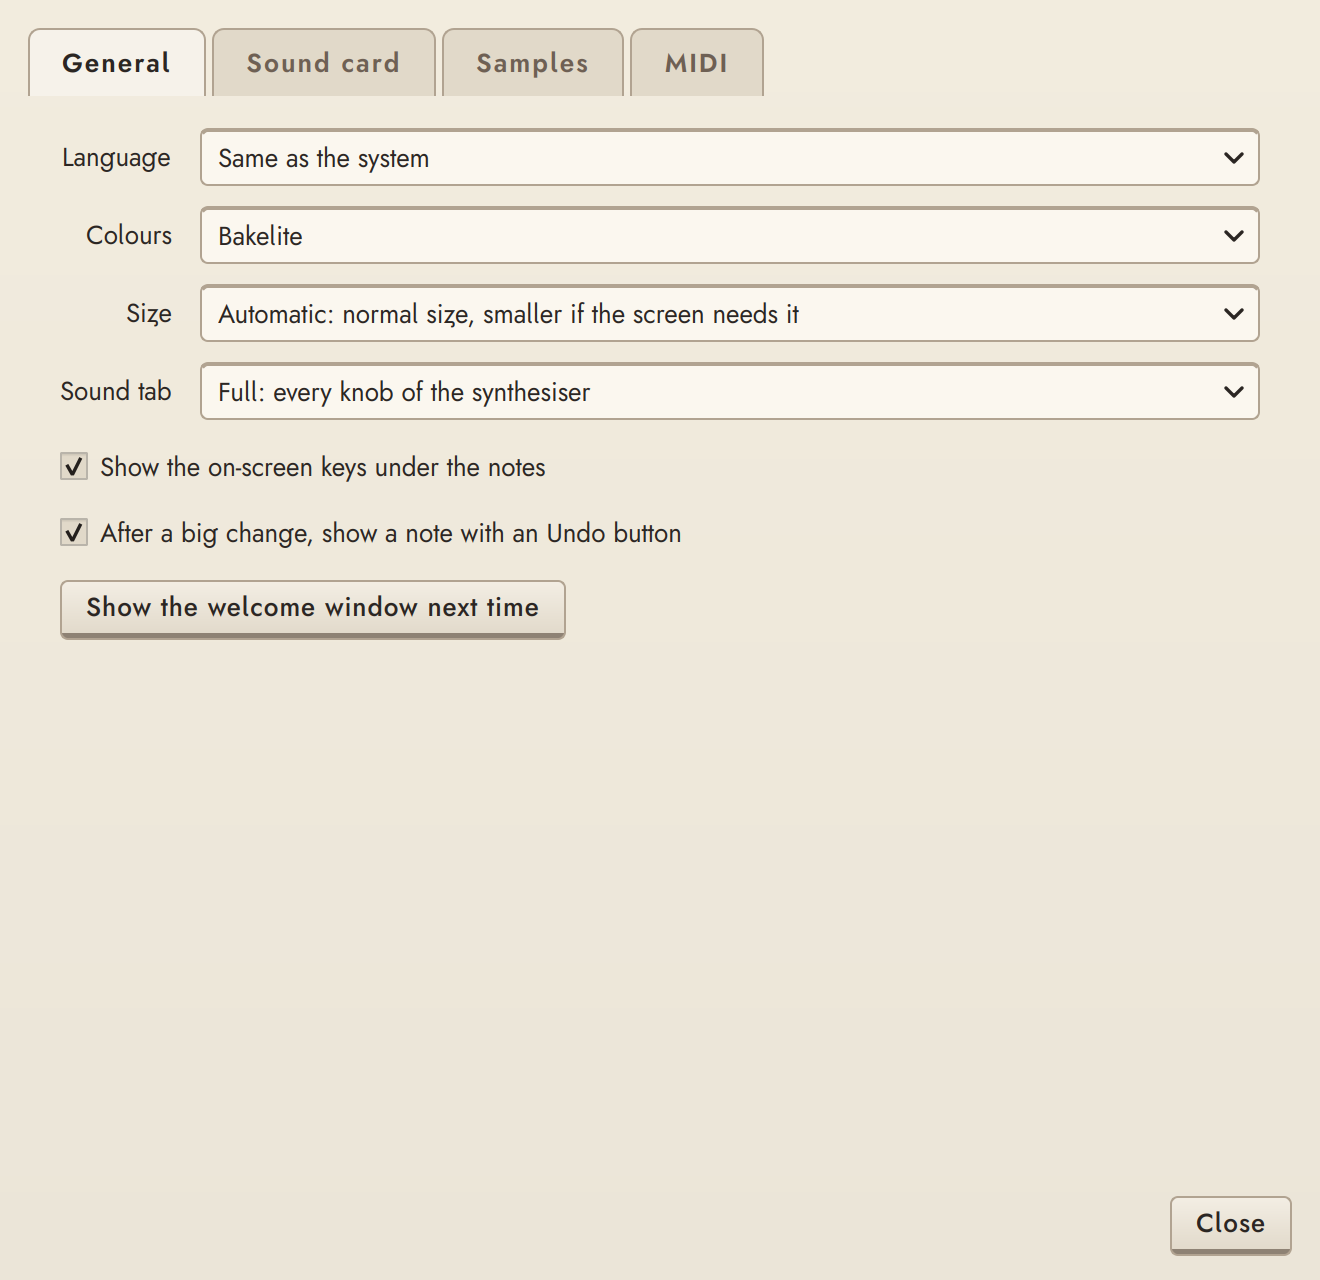 General
Sound card
Samples
MIDI
Language
Same as the system
Colours
Bakelite
Size
Automatic: normal size, smaller if the screen needs it
Sound tab
Full: every knob of the synthesiser
Show the on-screen keys under the notes
After a big change, show a note with an Undo button
Show the welcome window next time
Close